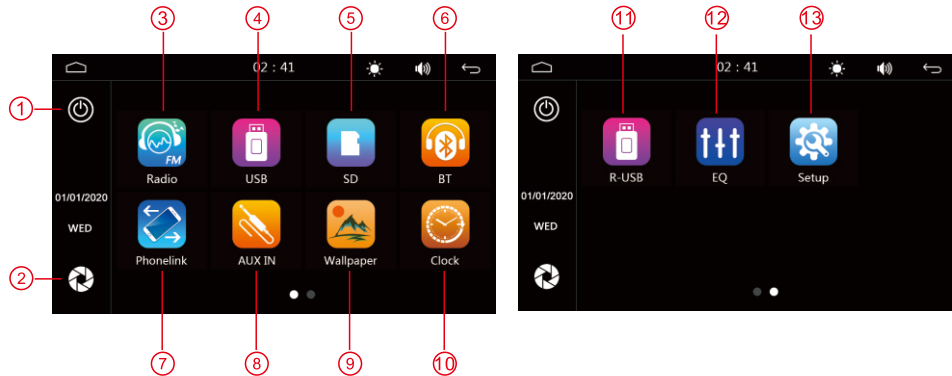 3 4 5 6 11 12 13
02 : 41 02 : 41
1
FM
Radio USB SD BT R-USB EQ Setup
01/01/2020 01/01/2020
WED WED
2
Phonelink AUX IN Wallpaper Clock
7 8 9 10